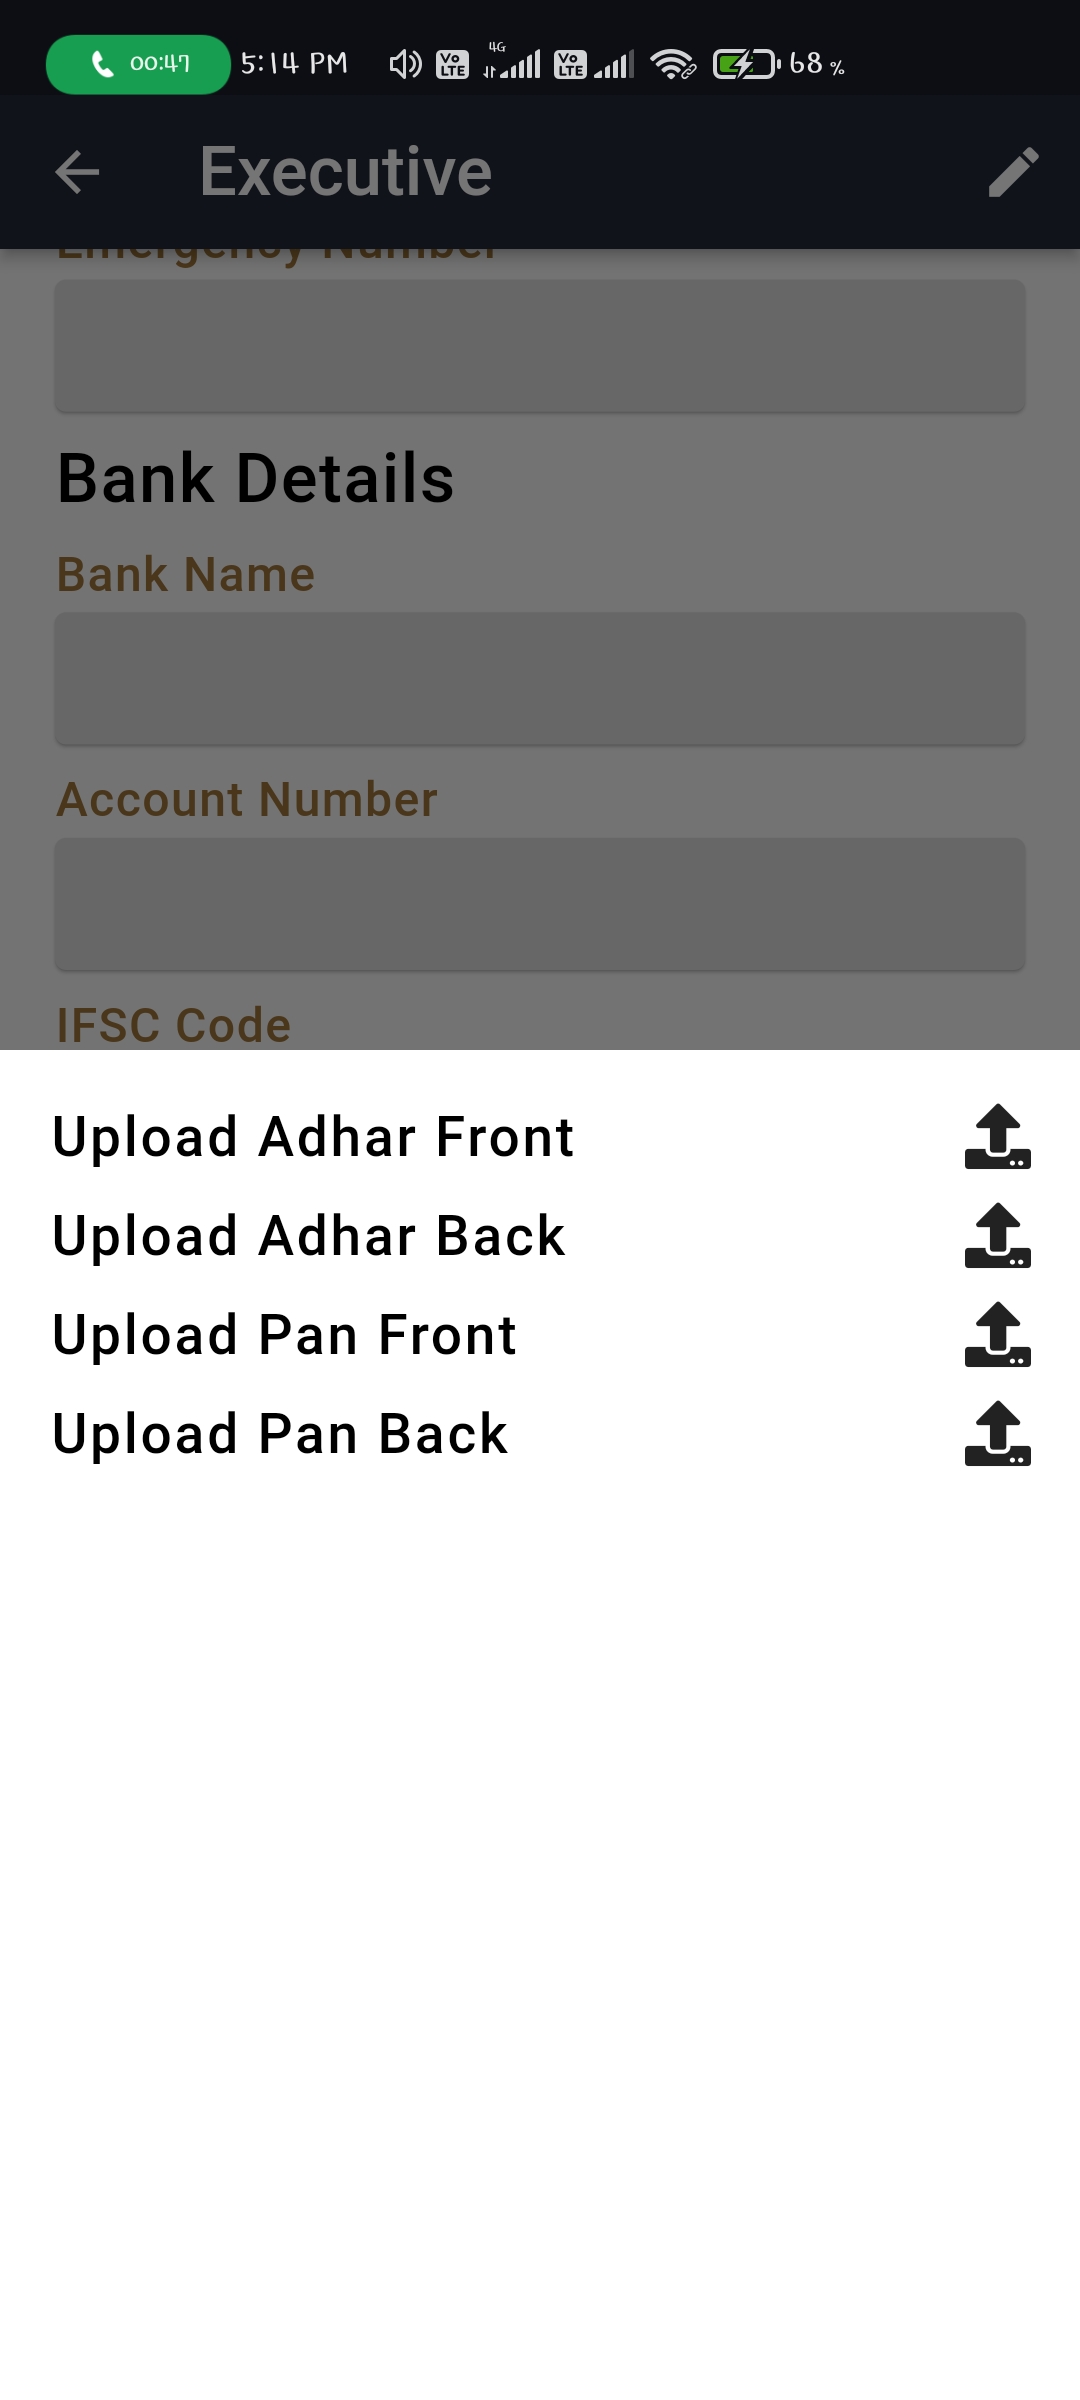 00:47 5:14 PM Vo LTE 4G Vo LTE 68 %
Executive
Emergency Number
Bank Details
Bank Name
Account Number
IFSC Code
Upload Adhar Front
Upload Adhar Back
Upload Pan Front
Upload Pan Back